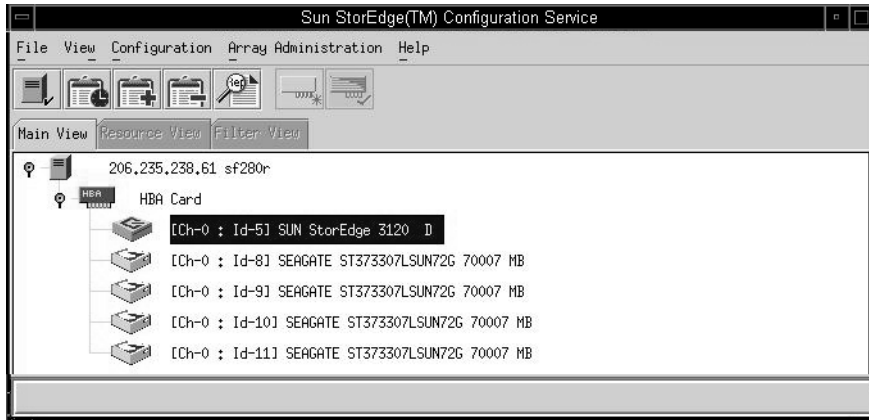 Sun StorEdge(TM) Configuration Service
File View Configuration Array Administration Help
Rep
Main View Resource View Filter View
206.235.238.61 sf280r
HBA HBA Card
[Ch-0 : Id-5] SUN StorEdge 3120 D
[Ch-0 : Id-8] SEAGATE ST373307LSUN72G 70007 MB
[Ch-0 : Id-9] SEAGATE ST373307LSUN72G 70007 MB
[Ch-0 : Id-10] SEAGATE ST373307LSUN72G 70007 MB
[Ch-0 : Id-11] SEAGATE ST373307LSUN72G 70007 MB